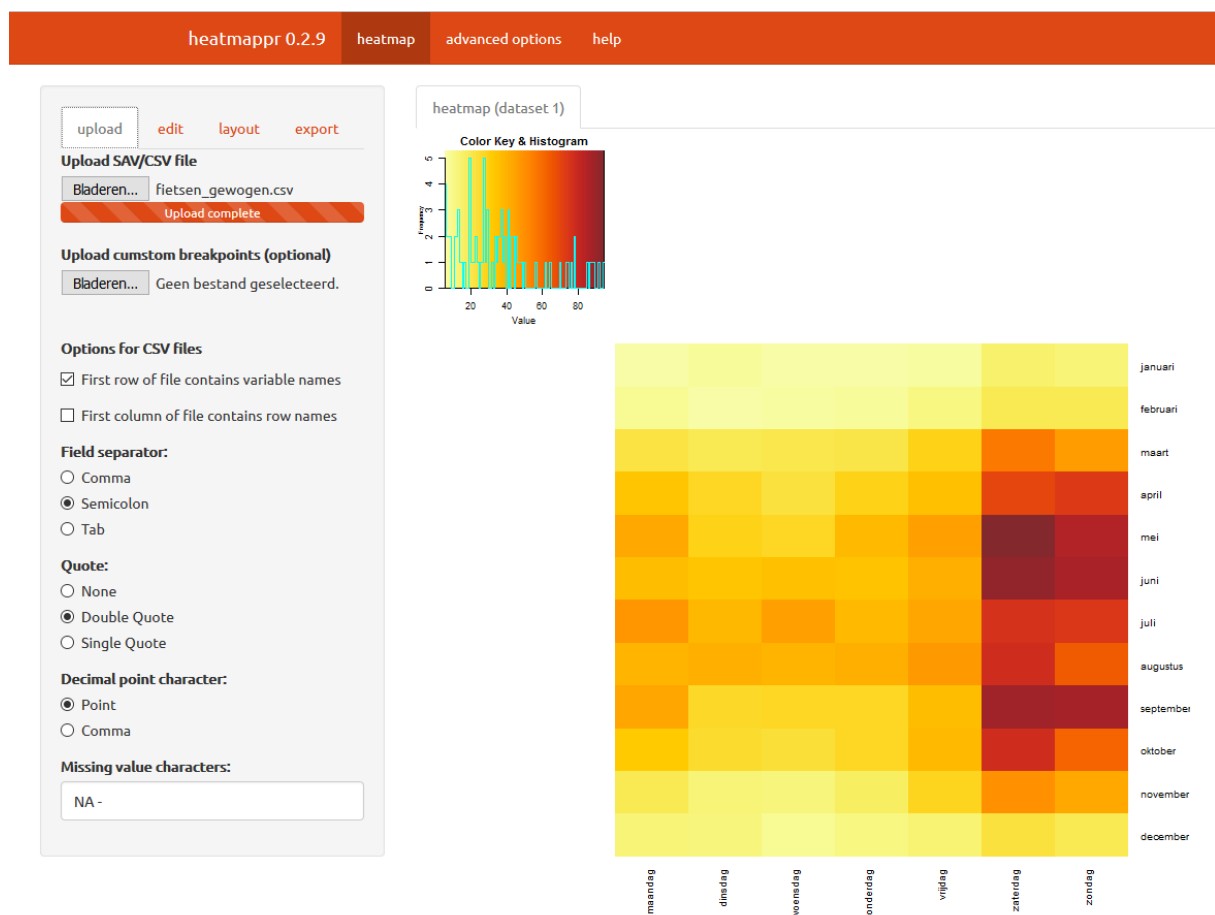 heatmappr 0.2.9 heatmap advanced options help
upload edit layout export
Upload SAV/CSV file
Bladeren... fietsen_gewogen.csv
Upload complete
Upload cumstom breakpoints (optional)
Bladeren... Geen bestand geselecteerd.
Options for CSV files
First row of file contains variable names
First column of file contains row names
Field separator:
Comma
Semicolon
Tab
Quote:
None
Double Quote
Single Quote
Decimal point character:
Point
Comma
Missing value characters:
NA -
heatmap (dataset 1)
Color Key & Histogram
Frequency
5
4
3
2
1
0
20 40 60 80
Value
januari
februari
maart
april
mei
juni
juli
augustus
september
oktober
november
december
maandag
dinsdag
woensdag
onderdag
vrijdag
zaterdag
zondag